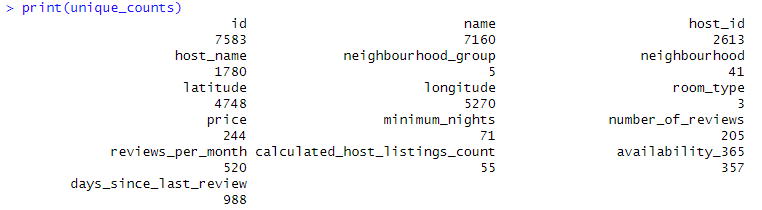 > print(unique_counts)
id name host_id
7583 7160 2613
host_name neighbourhood_group neighbourhood
1780 5 41
latitude longitude room_type
4748 5270 3
price minimum_nights number_of_reviews
244 71 205
reviews_per_month calculated_host_listings_count availability_365
520 55 357
days_since_last_review
988